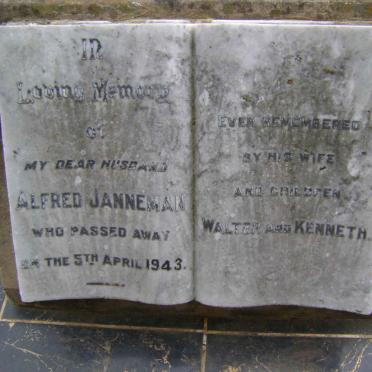 In
Loving Memory
of
MY DEAR HUSBAND
ALFRED JANNEMAN
WHO PASSED AWAY
ON THE 5TH APRIL 1943.
EVER REMEMBERED
BY HIS WIFE
AND CHILDREN
WALTER AND KENNETH.